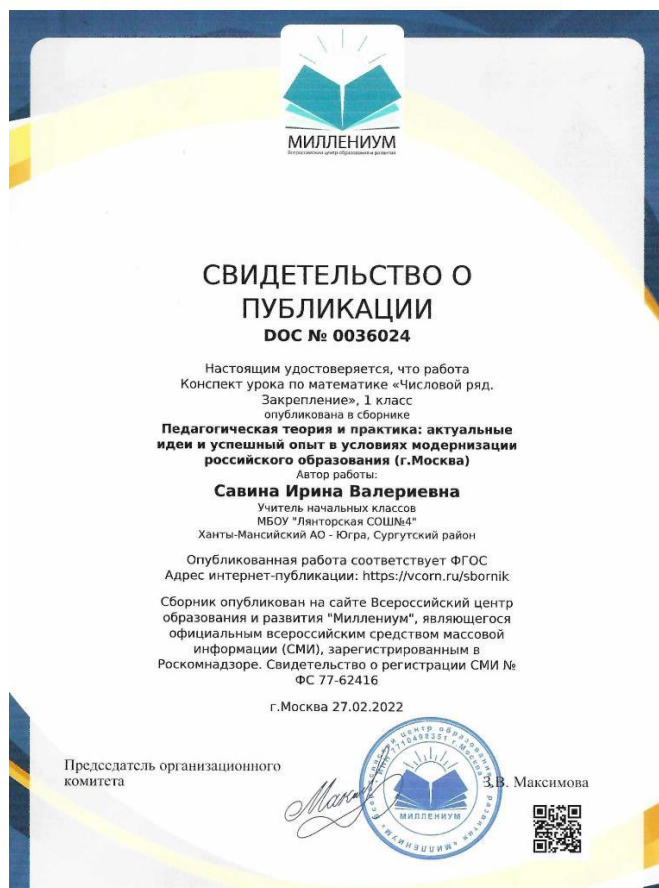 МИЛЛЕНИУМ
Всероссийский центр образования и развития
СВИДЕТЕЛЬСТВО О
ПУБЛИКАЦИИ
DOC № 0036024
Настоящим удостоверяется, что работа
Конспект урока по математике «Числовой ряд.
Закрепление», 1 класс
опубликована в сборнике
Педагогическая теория и практика: актуальные
идеи и успешный опыт в условиях модернизации
российского образования (г.Москва)
Автор работы:
Савина Ирина Валериевна
Учитель начальных классов
МБОУ "Лянторская СОШ№4"
Ханты-Мансийский АО - Югра, Сургутский район
Опубликованная работа соответствует ФГОС
Адрес интернет-публикации: https://vcorn.ru/sbornik
Сборник опубликован на сайте Всероссийский центр
образования и развития "Миллениум", являющегося
официальным всероссийским средством массовой
информации (СМИ), зарегистрированным в
Роскомнадзоре. Свидетельство о регистрации СМИ №
ФС 77-62416
г.Москва 27.02.2022
Председатель организационного
комитета
З.В. Максимова
МИЛЛЕНИУМ